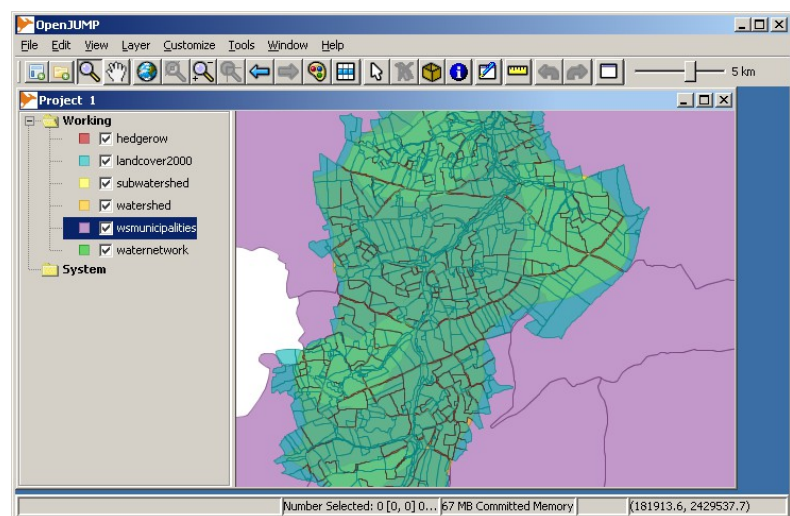 OpenJUMP
File Edit View Layer Customize Tools Window Help
5 km
Project 1
Working
hedgerow
landcover2000
subwatershed
watershed
wsmunicipalities
waternetwork
System
Number Selected: 0 [0, 0] 0... 67 MB Committed Memory (181913.6, 2429537.7)